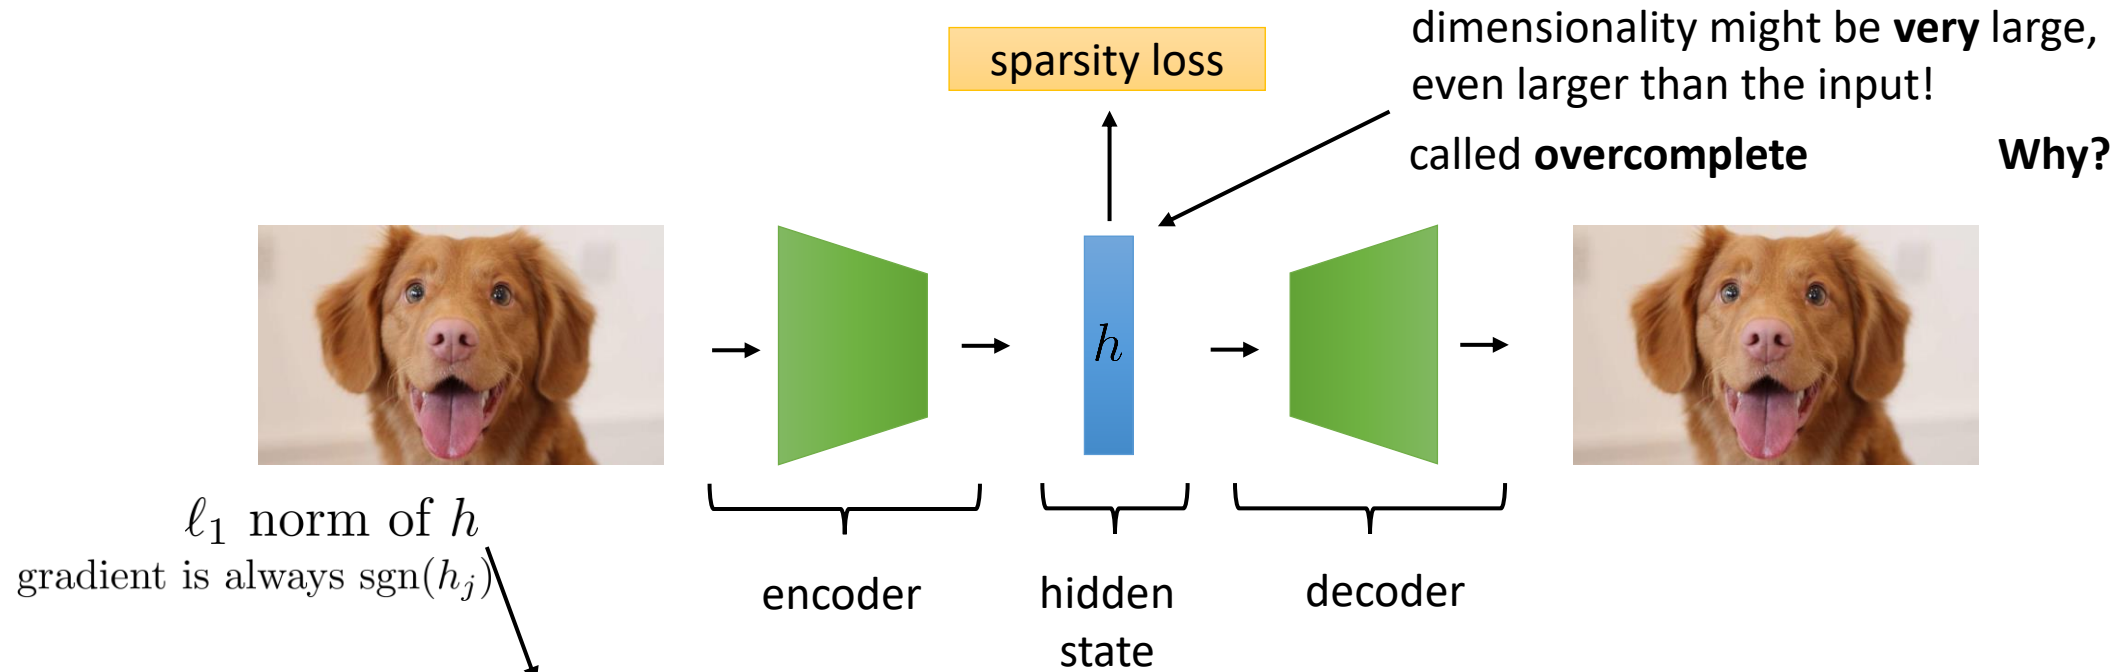 dimensionality might be very large,
even larger than the input!
called overcomplete Why?
sparsity loss
h
ℓ₁ norm of h
gradient is always sgn(hⱼ)
encoder
hidden
state
decoder